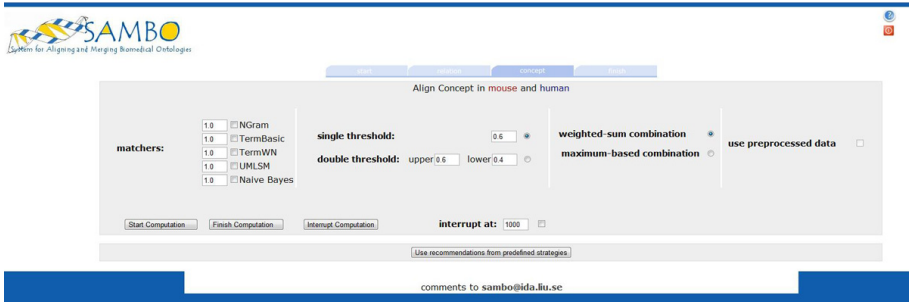 SAMBO
System for Aligning and Merging Biomedical Ontologies
start
relation
concept
finish
Align Concept in mouse and human
matchers:
1.0 NGram
1.0 TermBasic
1.0 TermWN
1.0 UMLSM
1.0 Naive Bayes
single threshold: 0.6
double threshold: upper 0.6 lower 0.4
weighted-sum combination
maximum-based combination
use preprocessed data
Start Computation
Finish Computation
Interrupt Computation
interrupt at: 1000
Use recommendations from predefined strategies
comments to sambo@ida.liu.se